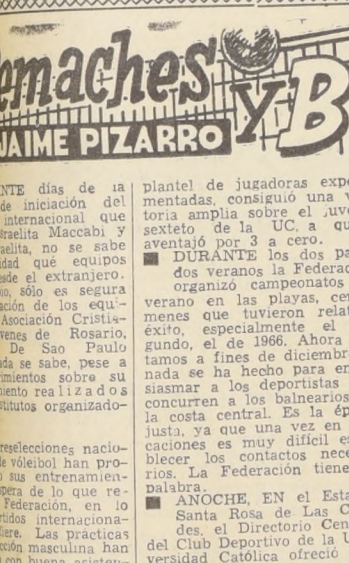 emaches Y B
JAIME PIZARRO
NTE días de la
de iniciación del
internacional que
sraelita Maccabi y
aelita, no se sabe
idad qué equipos
esde el extranjero.
sólo es segura
ación de los equi-
Asociación Cristia-
venes de Rosario,
De Sao Paulo
ada se sabe, pese a
imientos sobre su
iento realizados
stitutos organizado-
reselecciones nacio-
de vóleibol han pro-
o sus entrenamien-
spera de lo que re-
Federación, en lo
rtidos internaciona-
fiere. Las prácticas
cción masculina han
con buena asisten-
plantel de jugadoras expe
mentadas, consiguió una v
toria amplia sobre el juve
sexteto de la UC, a qu
aventajó por 3 a cero.
■ DURANTE los dos pa
dos veranos la Federac
organizó campeonatos
verano en las playas, cer
menes que tuvieron relat
éxito, especialmente el
gundo, el de 1966. Ahora
tamos a fines de diciembr
nada se ha hecho para en
siasmar a los deportistas
concurren a los balnearios
la costa central. Es la ép
justa, ya que una vez en
caciones es muy difícil es
blecer los contactos nece
rios. La Federación tiene
palabra.
■ ANOCHE, EN el Esta
Santa Rosa de Las C
des, el Directorio Cen
del Club Deportivo de la U
versidad Católica ofreció